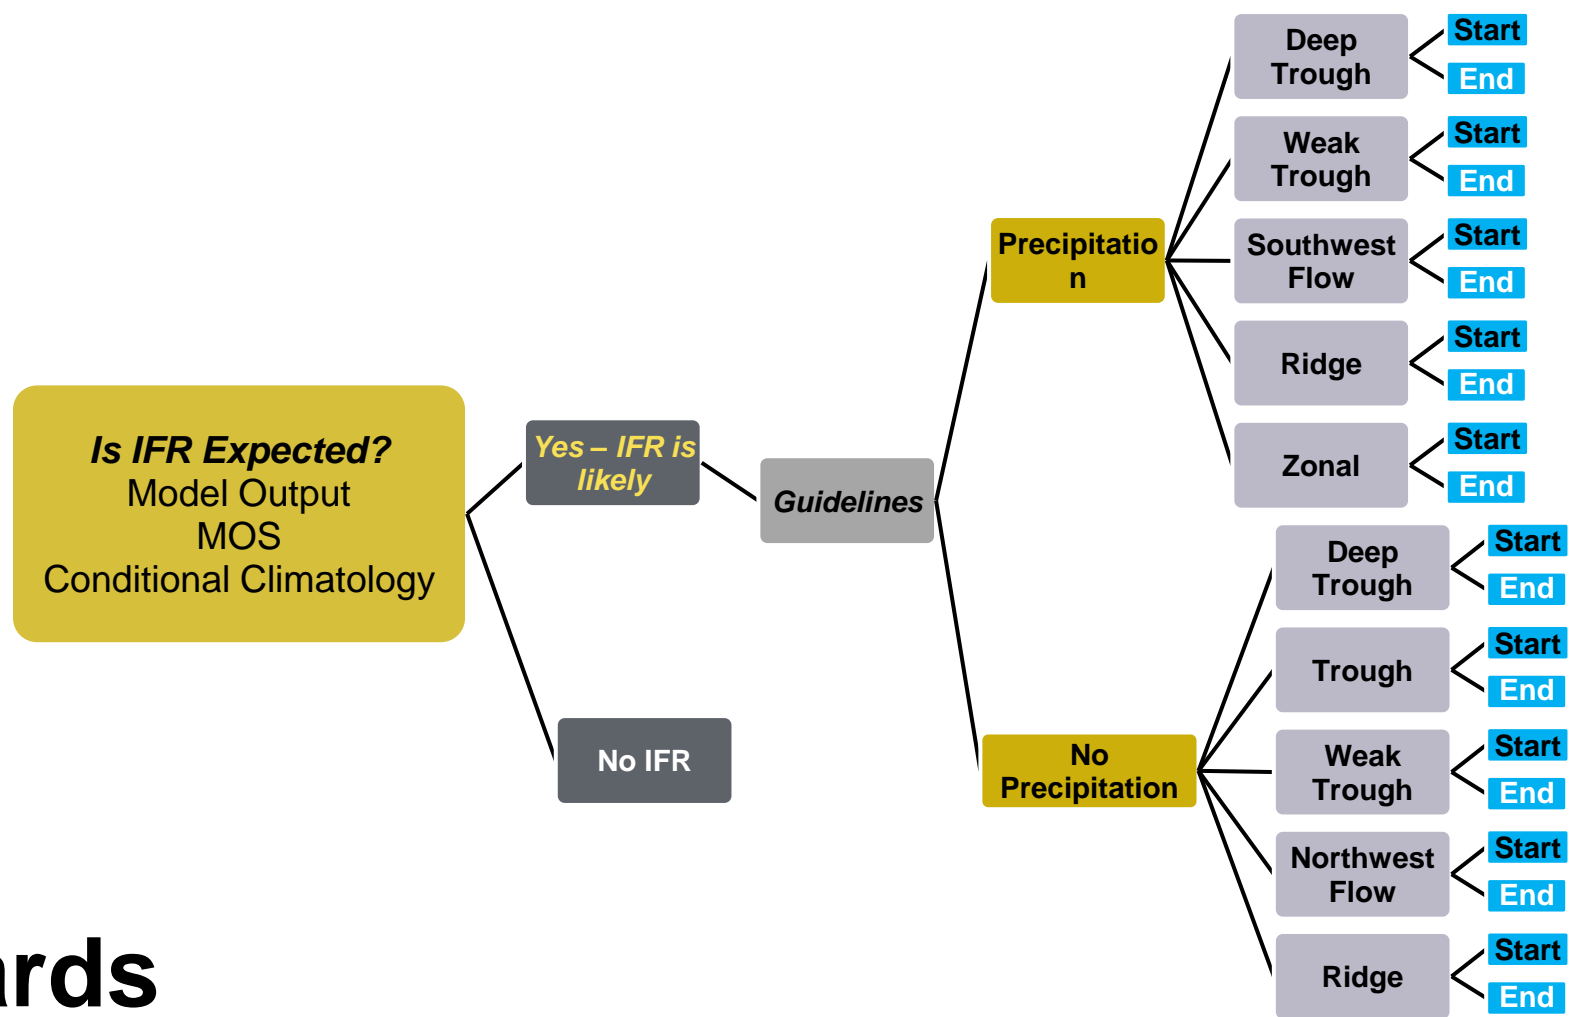 Is IFR Expected?
Model Output
MOS
Conditional Climatology
Yes – IFR is
likely
No IFR
Guidelines
Precipitatio
n
Deep
Trough
Start
End
Weak
Trough
Start
End
Southwest
Flow
Start
End
Ridge
Start
End
Zonal
Start
End
No
Precipitation
Deep
Trough
Start
End
Trough
Start
End
Weak
Trough
Start
End
Northwest
Flow
Start
End
Ridge
Start
End
ards